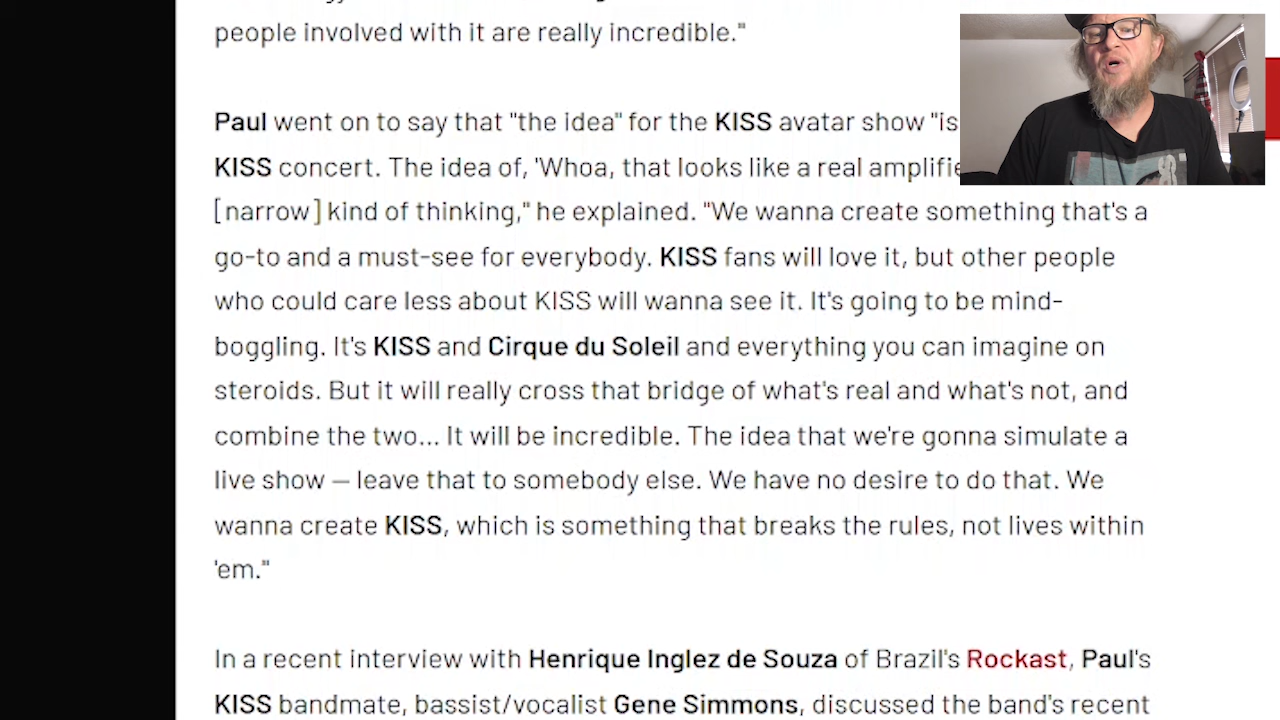 people involved with it are really incredible."
Paul went on to say that "the idea" for the KISS avatar show "is
KISS concert. The idea of, 'Whoa, that looks like a real
[narrow] kind of thinking," he explained. "We wanna create something that's a
go-to and a must-see for everybody. KISS fans will love it, but other people
who could care less about KISS will wanna see it. It's going to be mind-
boggling. It's KISS and Cirque du Soleil and everything you can imagine on
steroids. But it will really cross that bridge of what's real and what's not, and
combine the two... It will be incredible. The idea that we're gonna simulate a
live show — leave that to somebody else. We have no desire to do that. We
wanna create KISS, which is something that breaks the rules, not lives within
'em."
In a recent interview with Henrique Inglez de Souza of Brazil's Rockast, Paul's
KISS bandmate, bassist/vocalist Gene Simmons, discussed the band's recent